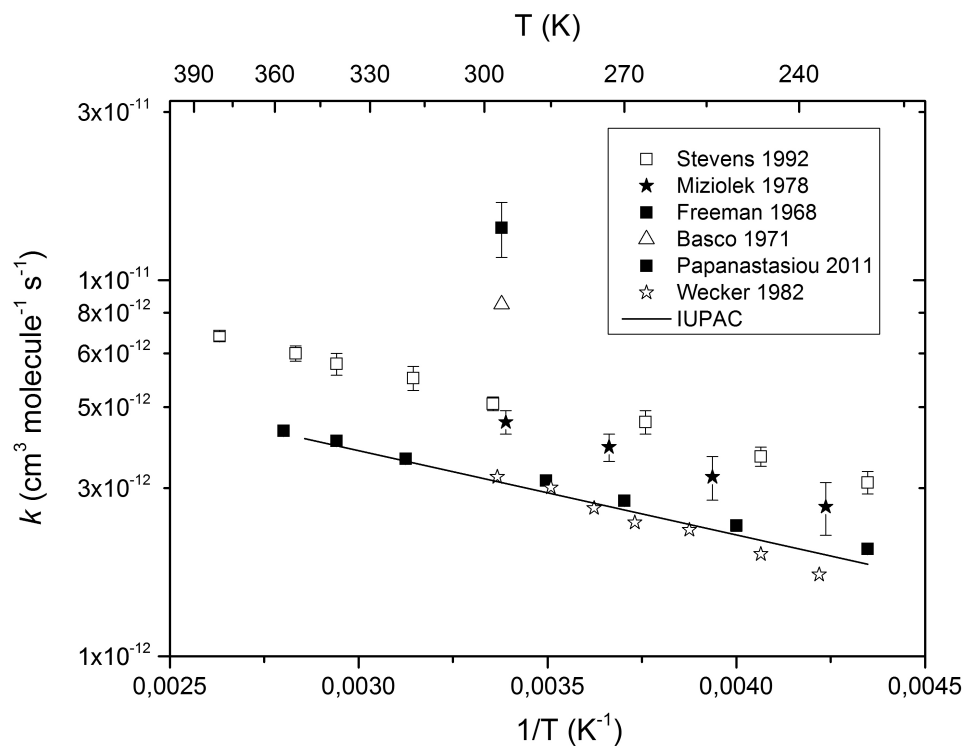 T (K)
390 360 330 300 270 240
3x10⁻¹¹
1x10⁻¹¹
8x10⁻¹²
6x10⁻¹²
5x10⁻¹²
3x10⁻¹²
1x10⁻¹²
k (cm³ molecule⁻¹ s⁻¹)
Stevens 1992
Miziolek 1978
Freeman 1968
Basco 1971
Papanastasiou 2011
Wecker 1982
IUPAC
0,0025 0,0030 0,0035 0,0040 0,0045
1/T (K⁻¹)